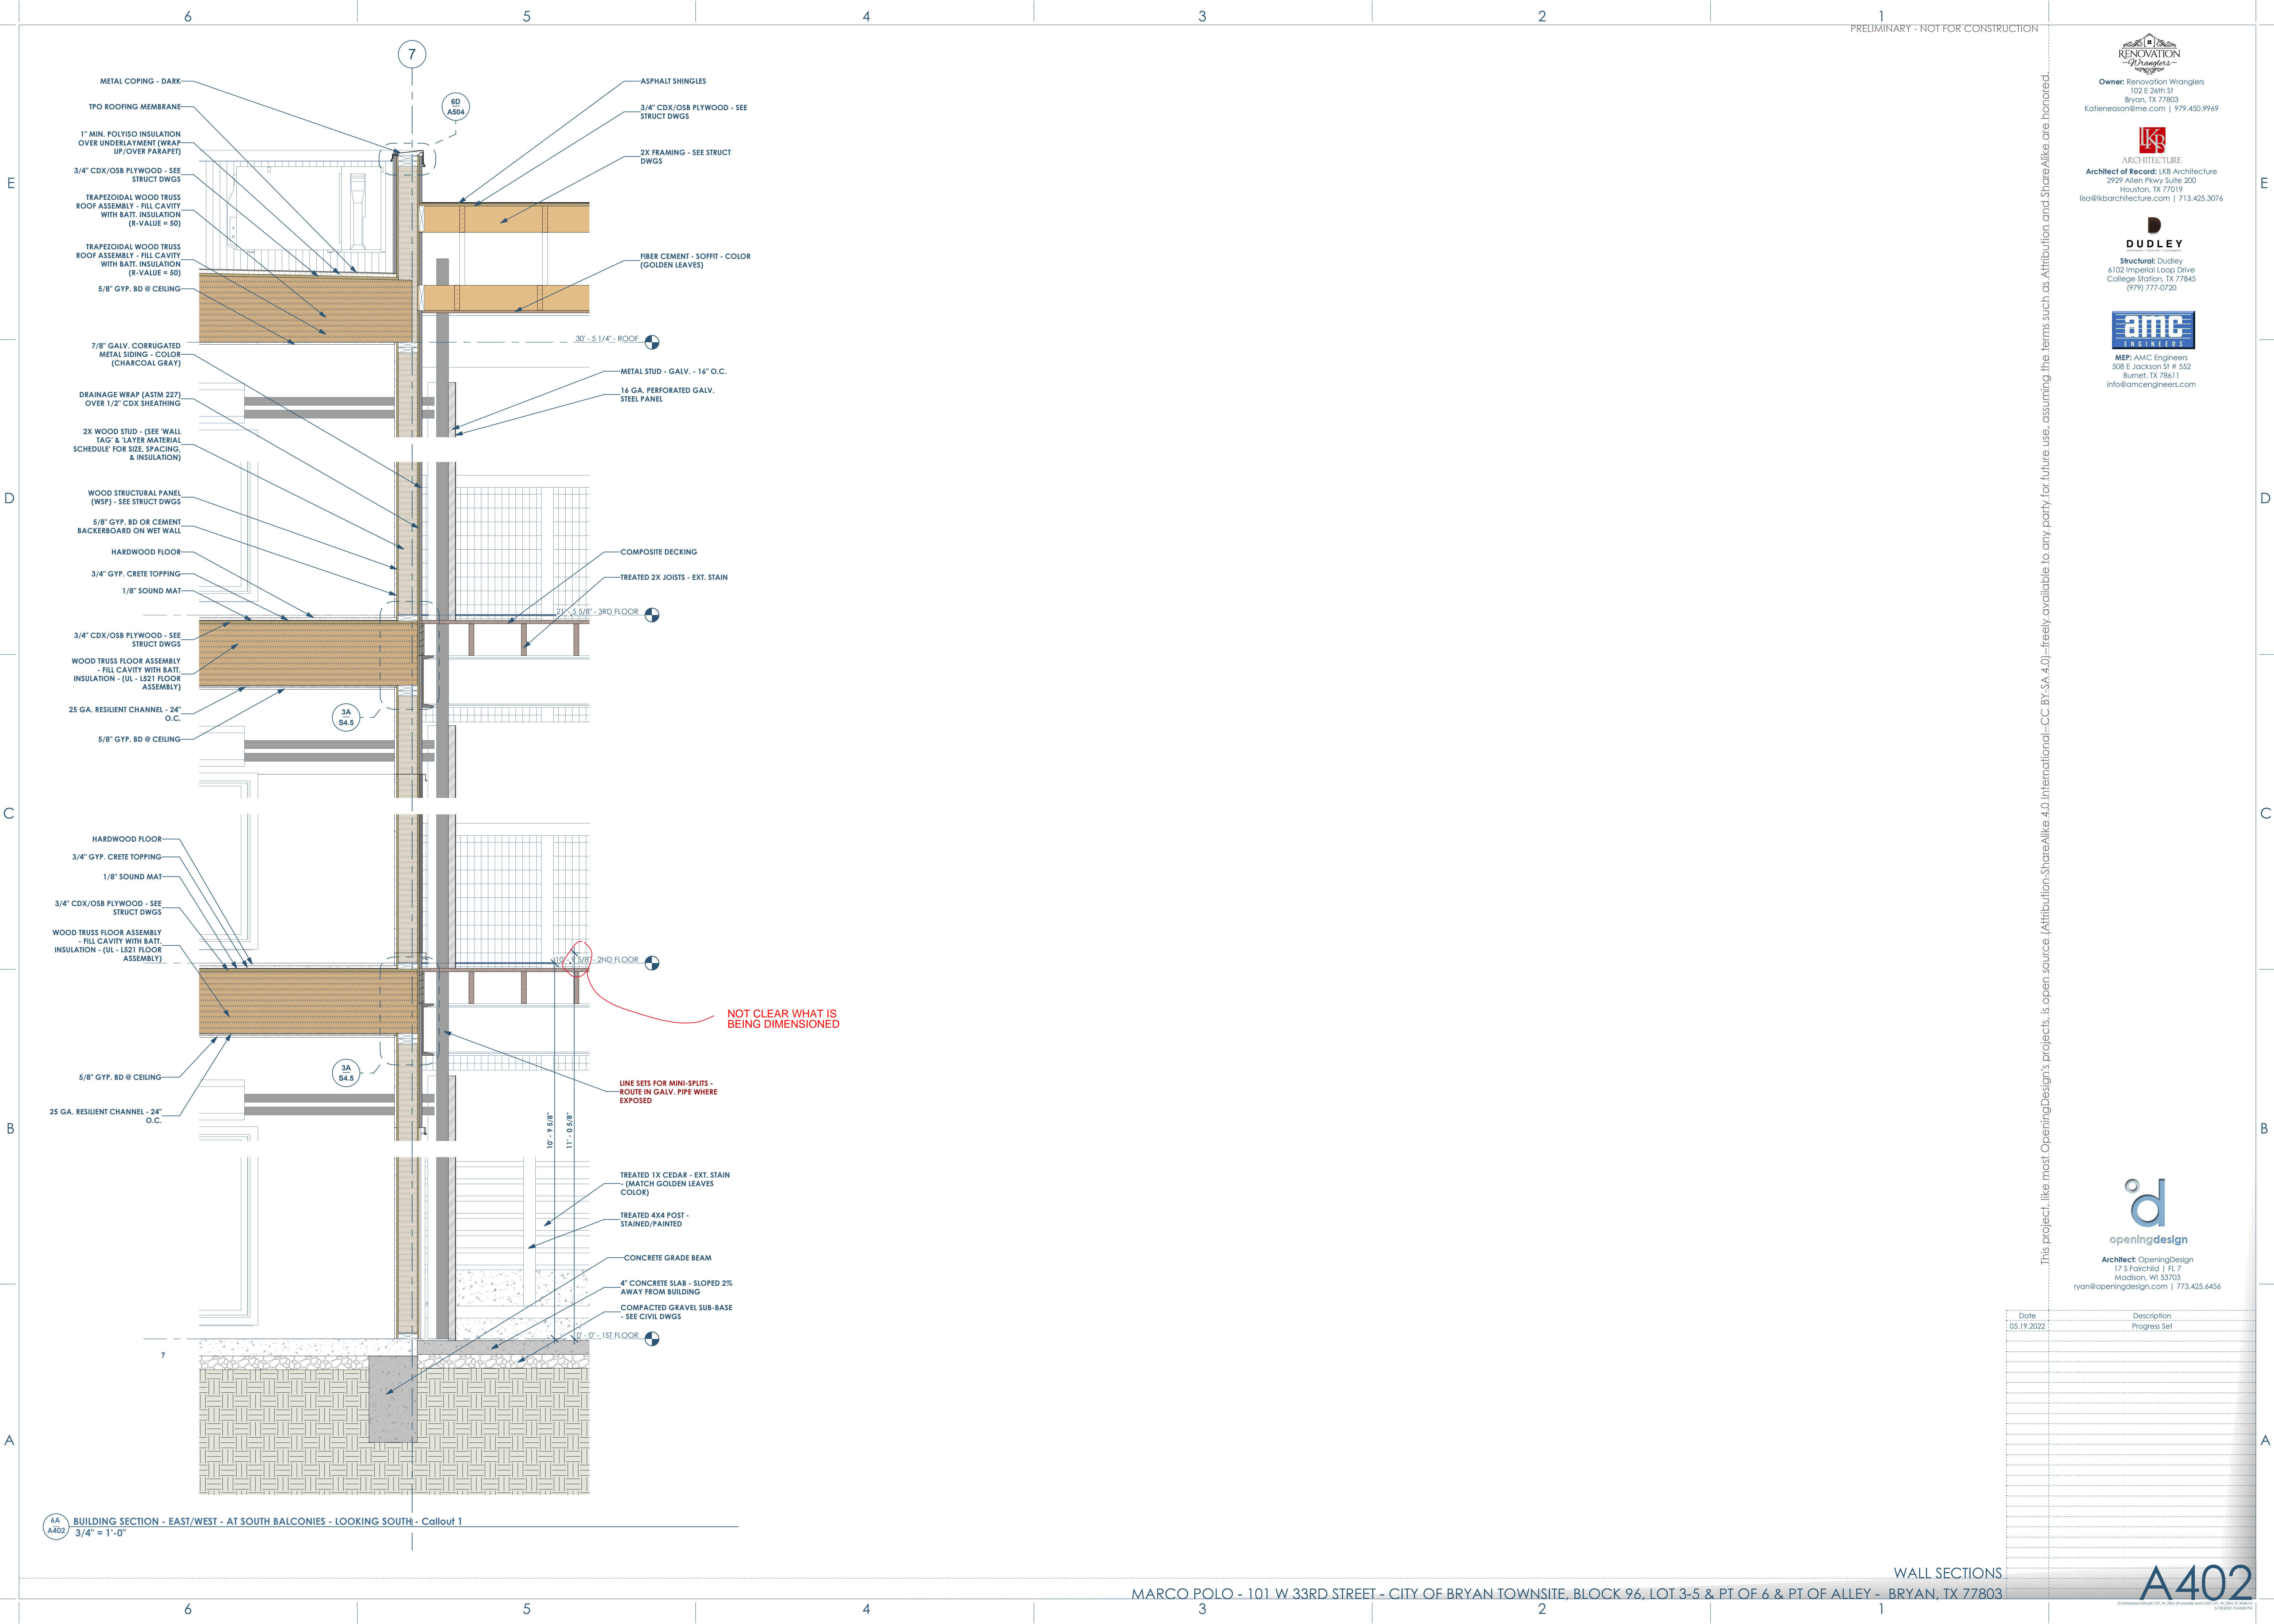 6
5
4
3
2
1
PRELIMINARY - NOT FOR CONSTRUCTION
7
6D
A504
METAL COPING - DARK
TPO ROOFING MEMBRANE
1" MIN. POLYISO INSULATION
OVER UNDERLAYMENT (WRAP
UP/OVER PARAPET)
3/4" CDX/OSB PLYWOOD - SEE
STRUCT DWGS
TRAPEZOIDAL WOOD TRUSS
ROOF ASSEMBLY - FILL CAVITY
WITH BATT. INSULATION
(R-VALUE = 50)
TRAPEZOIDAL WOOD TRUSS
ROOF ASSEMBLY - FILL CAVITY
WITH BATT. INSULATION
(R-VALUE = 50)
5/8" GYP. BD @ CEILING
7/8" GALV. CORRUGATED
METAL SIDING - COLOR
(CHARCOAL GRAY)
DRAINAGE WRAP (ASTM 227)
OVER 1/2" CDX SHEATHING
2X WOOD STUD - (SEE 'WALL
TAG' & 'LAYER MATERIAL
SCHEDULE' FOR SIZE, SPACING,
& INSULATION)
WOOD STRUCTURAL PANEL
(WSP) - SEE STRUCT DWGS
5/8" GYP. BD OR CEMENT
BACKERBOARD ON WET WALL
HARDWOOD FLOOR
3/4" GYP. CRETE TOPPING
1/8" SOUND MAT
3/4" CDX/OSB PLYWOOD - SEE
STRUCT DWGS
WOOD TRUSS FLOOR ASSEMBLY
- FILL CAVITY WITH BATT.
INSULATION - (UL - L521 FLOOR
ASSEMBLY)
25 GA. RESILIENT CHANNEL - 24"
O.C.
5/8" GYP. BD @ CEILING
3A
S4.5
HARDWOOD FLOOR
3/4" GYP. CRETE TOPPING
1/8" SOUND MAT
3/4" CDX/OSB PLYWOOD - SEE
STRUCT DWGS
WOOD TRUSS FLOOR ASSEMBLY
- FILL CAVITY WITH BATT.
INSULATION - (UL - L521 FLOOR
ASSEMBLY)
5/8" GYP. BD @ CEILING
25 GA. RESILIENT CHANNEL - 24"
O.C.
3A
S4.5
?
ASPHALT SHINGLES
3/4" CDX/OSB PLYWOOD - SEE
STRUCT DWGS
2X FRAMING - SEE STRUCT
DWGS
FIBER CEMENT - SOFFIT - COLOR
(GOLDEN LEAVES)
30' - 5 1/4" - ROOF
METAL STUD - GALV. - 16" O.C.
16 GA. PERFORATED GALV.
STEEL PANEL
COMPOSITE DECKING
TREATED 2X JOISTS - EXT. STAIN
21' - 5 5/8" - 3RD FLOOR
10' - 9 5/8" - 2ND FLOOR
NOT CLEAR WHAT IS
BEING DIMENSIONED
LINE SETS FOR MINI-SPLITS -
ROUTE IN GALV. PIPE WHERE
EXPOSED
10' - 9 5/8"
11' - 0 5/8"
TREATED 1X CEDAR - EXT. STAIN
- (MATCH GOLDEN LEAVES
COLOR)
TREATED 4X4 POST -
STAINED/PAINTED
CONCRETE GRADE BEAM
4" CONCRETE SLAB - SLOPED 2%
AWAY FROM BUILDING
COMPACTED GRAVEL SUB-BASE
- SEE CIVIL DWGS
0' - 0" - 1ST FLOOR
6A
A402
BUILDING SECTION - EAST/WEST - AT SOUTH BALCONIES - LOOKING SOUTH - Callout 1
3/4" = 1'-0"
E
D
C
B
A
This project, like most OpeningDesign's projects, is open source (Attribution-ShareAlike 4.0 International--CC BY-SA 4.0)--freely available to any party for future use, assuming the terms such as Attribution and ShareAlike are honored.
RENOVATION
Wranglers
Owner: Renovation Wranglers
102 E 26th St
Bryan, TX 77803
Katieneason@me.com | 979.450.9969
LKB
ARCHITECTURE
Architect of Record: LKB Architecture
2929 Allen Pkwy Suite 200
Houston, TX 77019
lisa@lkbarchitecture.com | 713.425.3076
DUDLEY
Structural: Dudley
6102 Imperial Loop Drive
College Station, TX 77845
(979) 777-0720
amc
ENGINEERS
MEP: AMC Engineers
508 E Jackson St # 552
Burnet, TX 78611
info@amcengineers.com
E
D
C
B
A
openingdesign
Architect: OpeningDesign
17 S Fairchild | FL 7
Madison, WI 53703
ryan@openingdesign.com | 773.425.6456
Date
Description
05.19.2022
Progress Set
WALL SECTIONS
MARCO POLO - 101 W 33RD STREET - CITY OF BRYAN TOWNSITE, BLOCK 96, LOT 3-5 & PT OF 6 & PT OF ALLEY - BRYAN, TX 77803
A402
6
5
4
3
2
1